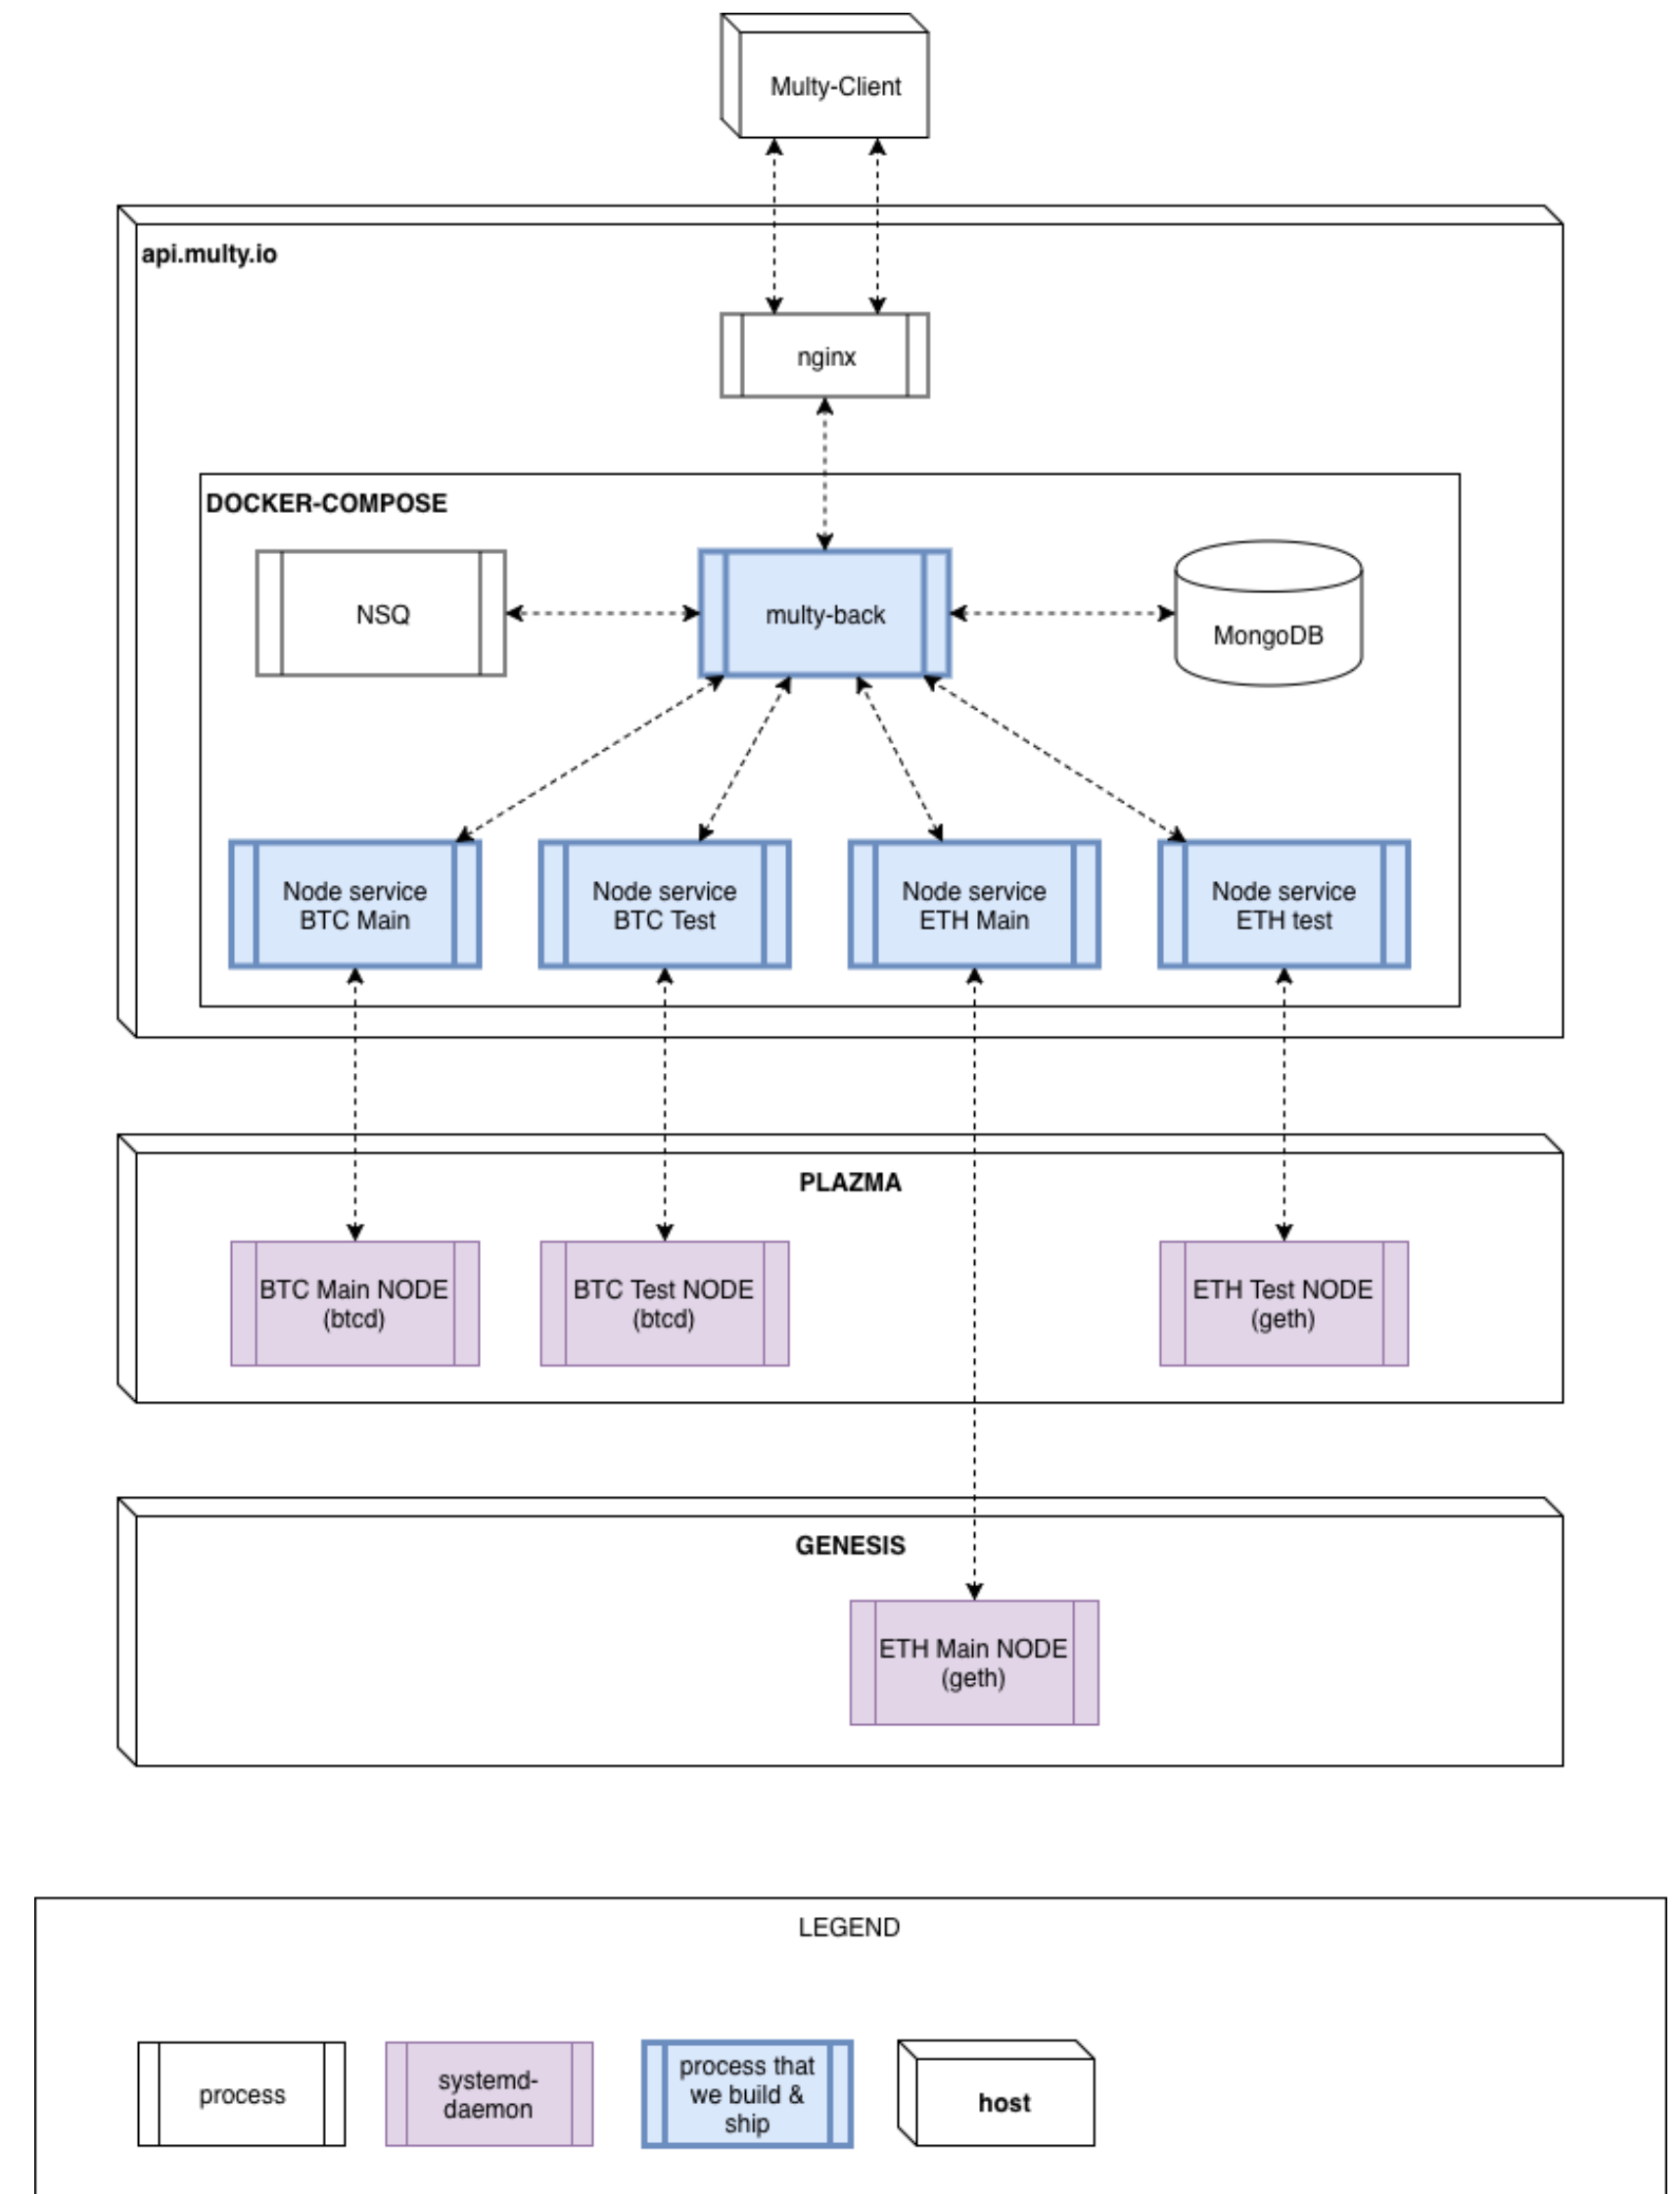 Multy-Client
api.multy.io
nginx
DOCKER-COMPOSE
NSQ
multy-back
MongoDB
Node service
BTC Main
Node service
BTC Test
Node service
ETH Main
Node service
ETH test
PLAZMA
BTC Main NODE
(btcd)
BTC Test NODE
(btcd)
ETH Test NODE
(geth)
GENESIS
ETH Main NODE
(geth)
LEGEND
process
systemd-
daemon
process that
we build &
ship
host